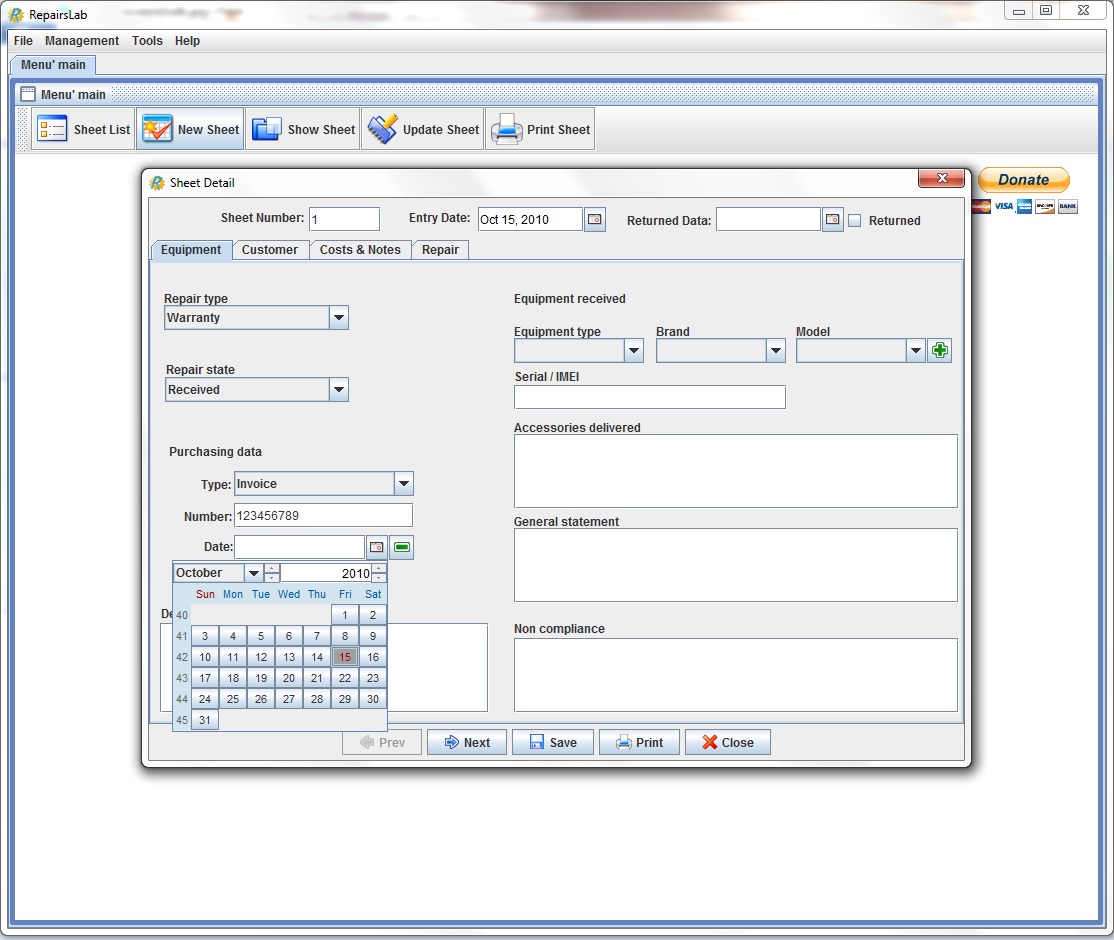 RepairsLab
File Management Tools Help
Menu' main
Menu' main
Sheet List New Sheet Show Sheet Update Sheet Print Sheet
Donate
VISA BANK
Sheet Detail
Sheet Number: 1 Entry Date: Oct 15, 2010 Returned Data: Returned
Equipment Customer Costs & Notes Repair
Repair type
Warranty
Repair state
Received
Purchasing data
Type: Invoice
Number: 123456789
Date:
October 2010
Sun Mon Tue Wed Thu Fri Sat
40 1 2
41 3 4 5 6 7 8 9
42 10 11 12 13 14 15 16
43 17 18 19 20 21 22 23
44 24 25 26 27 28 29 30
45 31
De
Equipment received
Equipment type Brand Model
Serial / IMEI
Accessories delivered
General statement
Non compliance
Prev Next Save Print Close